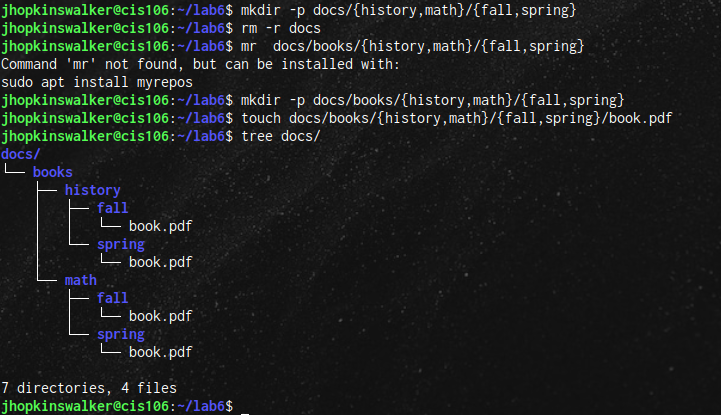 jhopkinswalker@cis106:~/lab6$ mkdir -p docs/{history,math}/{fall,spring}
jhopkinswalker@cis106:~/lab6$ rm -r docs
jhopkinswalker@cis106:~/lab6$ mr  docs/books/{history,math}/{fall,spring}
Command 'mr' not found, but can be installed with:
sudo apt install myrepos
jhopkinswalker@cis106:~/lab6$ mkdir -p docs/books/{history,math}/{fall,spring}
jhopkinswalker@cis106:~/lab6$ touch docs/books/{history,math}/{fall,spring}/book.pdf
jhopkinswalker@cis106:~/lab6$ tree docs/
docs/
└── books
    ├── history
    │   ├── fall
    │   │   └── book.pdf
    │   └── spring
    │       └── book.pdf
    └── math
        ├── fall
        │   └── book.pdf
        └── spring
            └── book.pdf
7 directories, 4 files
jhopkinswalker@cis106:~/lab6$